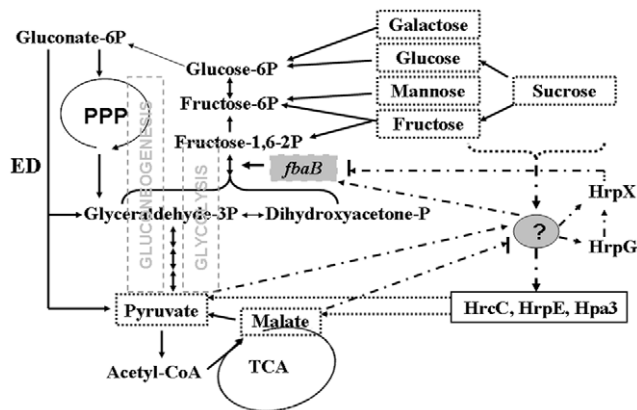 Galactose
Gluconate-6P
Glucose
Glucose-6P
Mannose
Sucrose
Fructose-6P
PPP
Fructose
Fructose-1,6-2P
ED
fbaB
HrpX
GLUCONEOGENESIS
GLYCOLYSIS
Glyceraldehyde-3P
Dihydroxyacetone-P
?
HrpG
Pyruvate
HrcC, HrpE, Hpa3
Malate
Acetyl-CoA
TCA